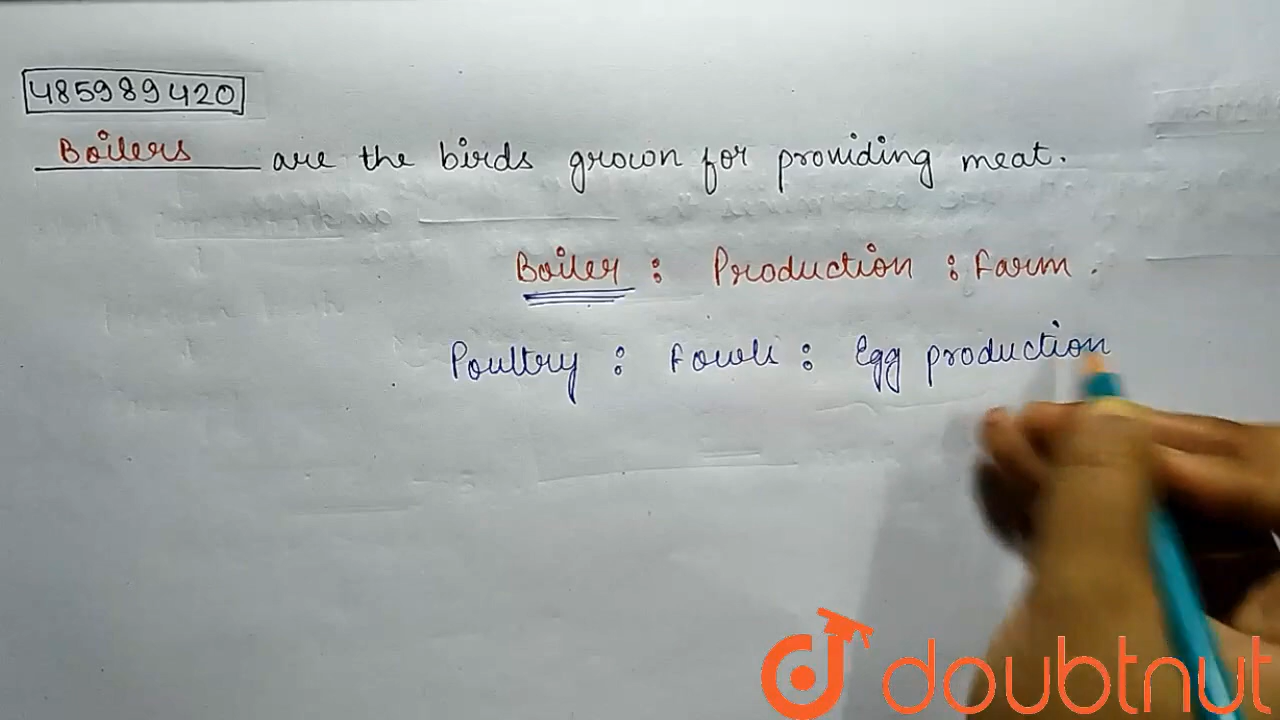 485989420
Boilers are the birds grown for providing meat.
Boiler : Production : Farm.
Poultry : Fowls : Egg production
doubtnut